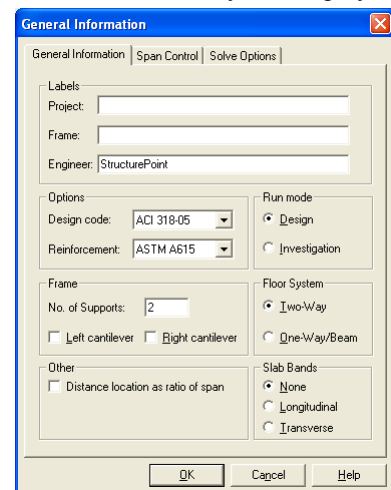 General Information
General Information Span Control Solve Options
Labels
Project:
Frame:
Engineer: StructurePoint
Options
Design code: ACI 318-05
Reinforcement: ASTM A615
Run mode
Design
Investigation
Frame
No. of Supports: 2
Left cantilever Right cantilever
Floor System
Two-Way
One-Way/Beam
Other
Distance location as ratio of span
Slab Bands
None
Longitudinal
Transverse
OK Cancel Help